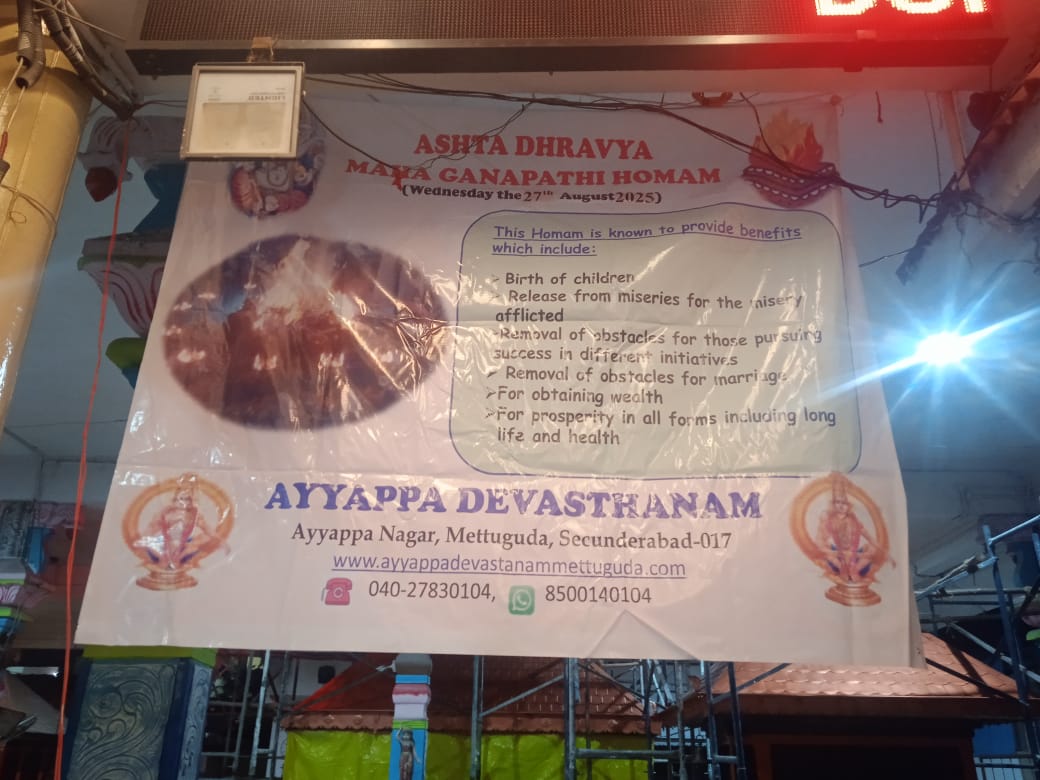 ASHTA DHRAVYA
MAHA GANAPATHI HOMAM
(Wednesday the 27th August 2025)
This Homam is known to provide benefits
which include:
➢ Birth of children
➢ Release from miseries for the misery
afflicted
➢Removal of obstacles for those pursuing
success in different initiatives
➢ Removal of obstacles for marriage
➢For obtaining wealth
➢For prosperity in all forms including long
life and health
AYYAPPA DEVASTHANAM
Ayyappa Nagar, Mettuguda, Secunderabad-017
www.ayyappadevastanammettuguda.com
040-27830104, 8500140104